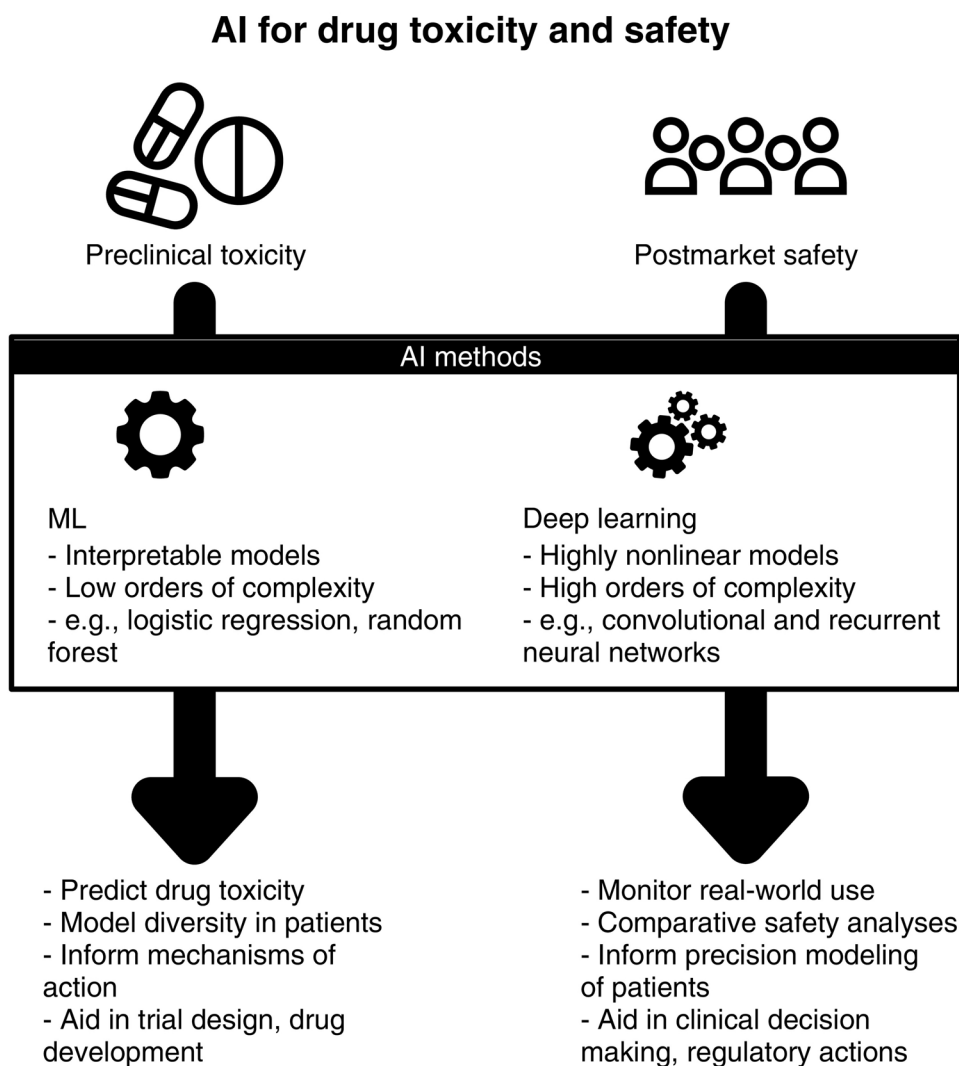 AI for drug toxicity and safety
Preclinical toxicity
Postmarket safety
AI methods
ML
- Interpretable models
- Low orders of complexity
- e.g., logistic regression, random
forest
Deep learning
- Highly nonlinear models
- High orders of complexity
- e.g., convolutional and recurrent
neural networks
- Predict drug toxicity
- Model diversity in patients
- Inform mechanisms of
action
- Aid in trial design, drug
development
- Monitor real-world use
- Comparative safety analyses
- Inform precision modeling
of patients
- Aid in clinical decision
making, regulatory actions